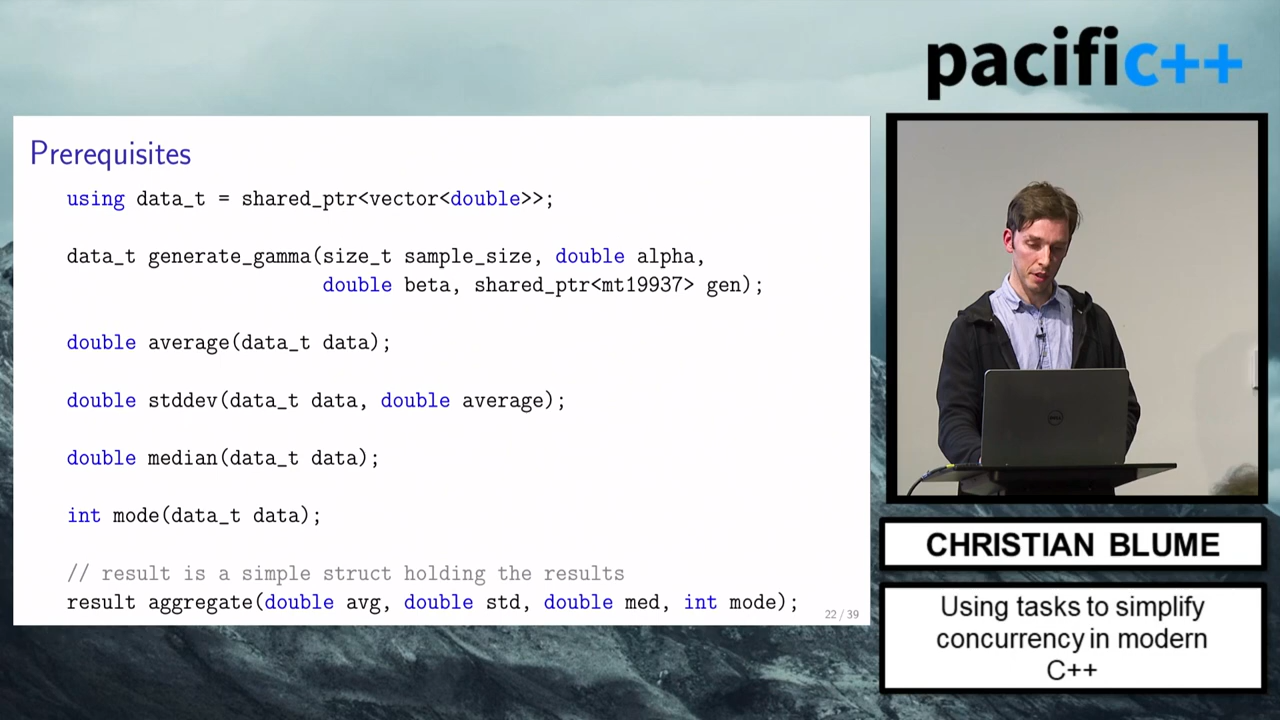 pacific++
Prerequisites
using data_t = shared_ptr<vector<double>>;
data_t generate_gamma(size_t sample_size, double alpha,
double beta, shared_ptr<mt19937> gen);
double average(data_t data);
double stddev(data_t data, double average);
double median(data_t data);
int mode(data_t data);
// result is a simple struct holding the results
result aggregate(double avg, double std, double med, int mode);
22 / 39
CHRISTIAN BLUME
Using tasks to simplify
concurrency in modern
C++